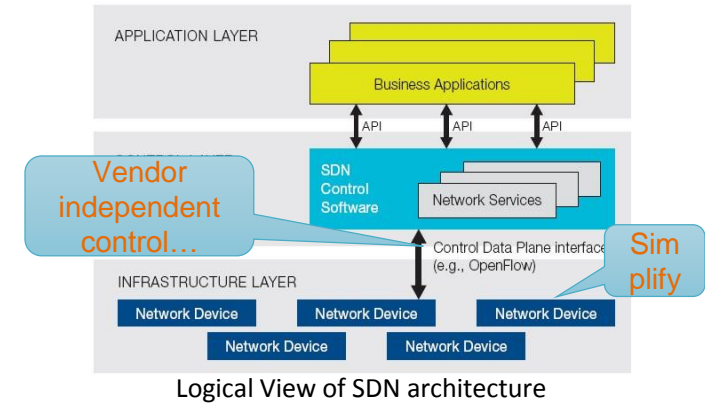 APPLICATION LAYER
Business Applications
API API API
SDN
Control
Software
Network Services
Vendor
independent
control…
Control Data Plane interface
(e.g., OpenFlow)
Sim
plify
INFRASTRUCTURE LAYER
Network Device Network Device Network Device
Network Device Network Device
Logical View of SDN architecture